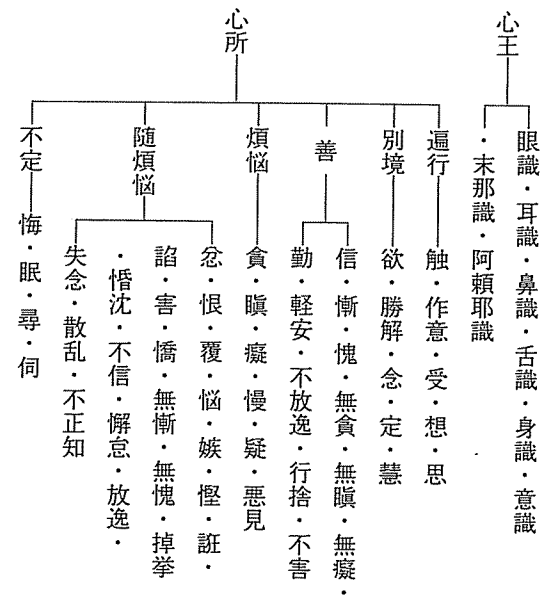 心王
眼識・耳識・鼻識・舌識・身識・意識
・末那識・阿頼耶識
心所
遍行
触・作意・受・想・思
別境
欲・勝解・念・定・慧
善
信・慚・愧・無貪・無瞋・無癡・
勤・軽安・不放逸・行捨・不害
煩悩
貪・瞋・癡・慢・疑・悪見
随煩悩
忿・恨・覆・悩・嫉・慳・誑・
諂・害・憍・無慚・無愧・掉挙
・惛沈・不信・懈怠・放逸・
失念・散乱・不正知
不定
悔・眠・尋・伺